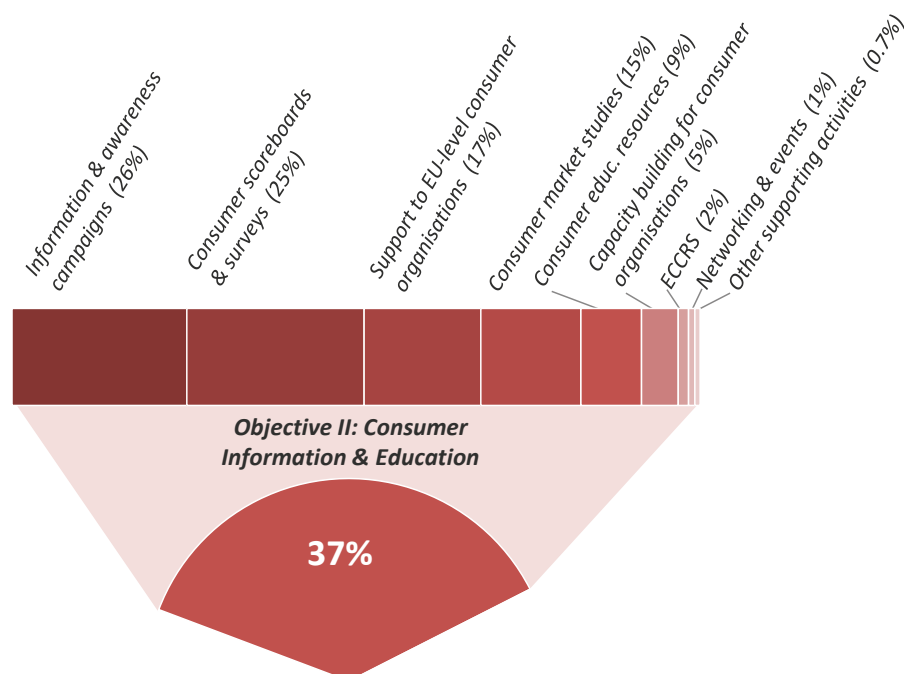 Information & awareness
campaigns (26%)
Consumer scoreboards
& surveys (25%)
Support to EU-level consumer
organisations (17%)
Consumer market studies (15%)
Consumer educ. resources (9%)
Capacity building for consumer
organisations (5%)
ECCRS (2%)
Networking & events (1%)
Other supporting activities (0.7%)
Objective II: Consumer
Information & Education
37%